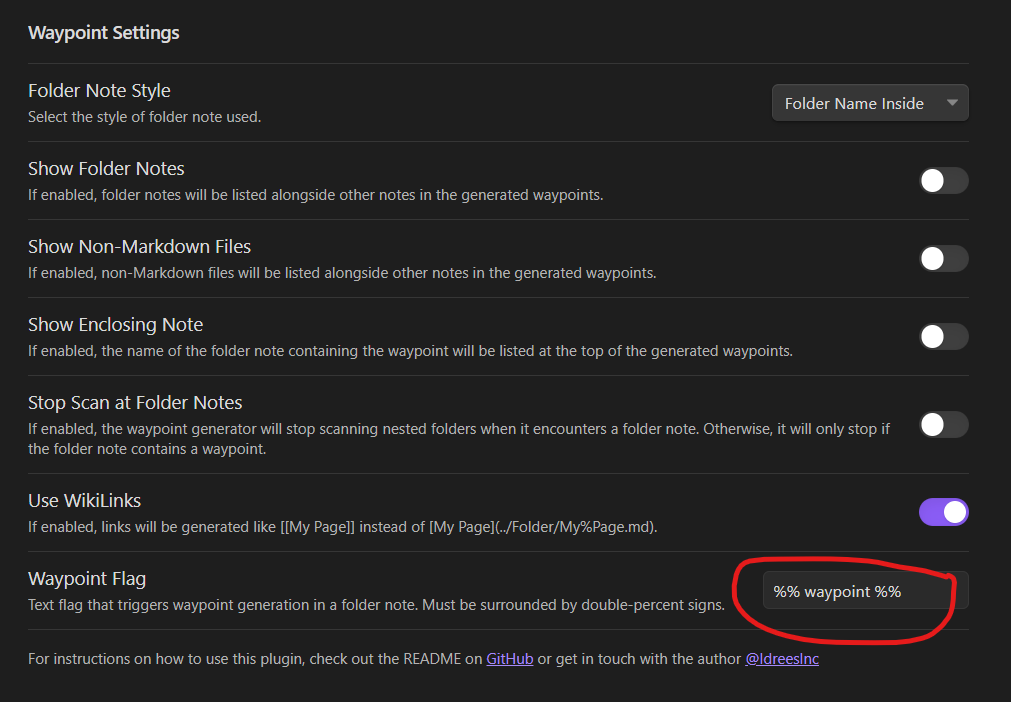 Waypoint Settings
Folder Note Style
Select the style of folder note used.
Folder Name Inside
Show Folder Notes
If enabled, folder notes will be listed alongside other notes in the generated waypoints.
Show Non-Markdown Files
If enabled, non-Markdown files will be listed alongside other notes in the generated waypoints.
Show Enclosing Note
If enabled, the name of the folder note containing the waypoint will be listed at the top of the generated waypoints.
Stop Scan at Folder Notes
If enabled, the waypoint generator will stop scanning nested folders when it encounters a folder note. Otherwise, it will only stop if
the folder note contains a waypoint.
Use WikiLinks
If enabled, links will be generated like [[My Page]] instead of [My Page](../Folder/My%Page.md).
Waypoint Flag
Text flag that triggers waypoint generation in a folder note. Must be surrounded by double-percent signs.
%% waypoint %%
For instructions on how to use this plugin, check out the README on GitHub or get in touch with the author @IdreesInc